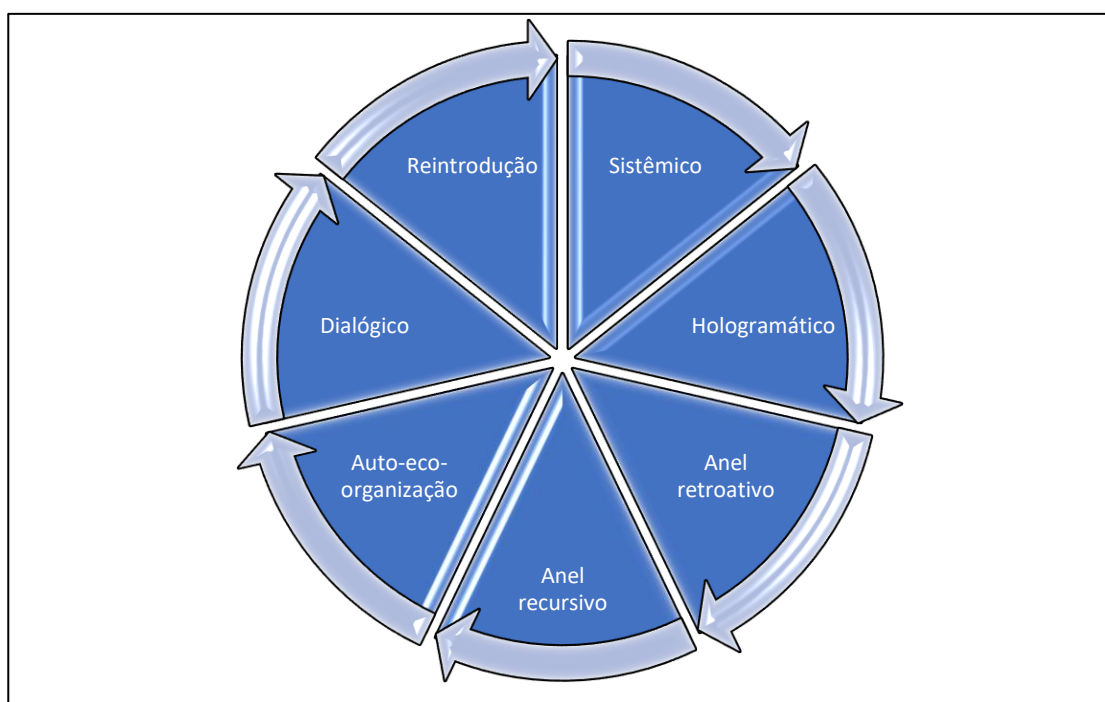 Reintrodução
Sistêmico
Dialógico
Hologramático
Auto-eco-
organização
Anel
retroativo
Anel
recursivo